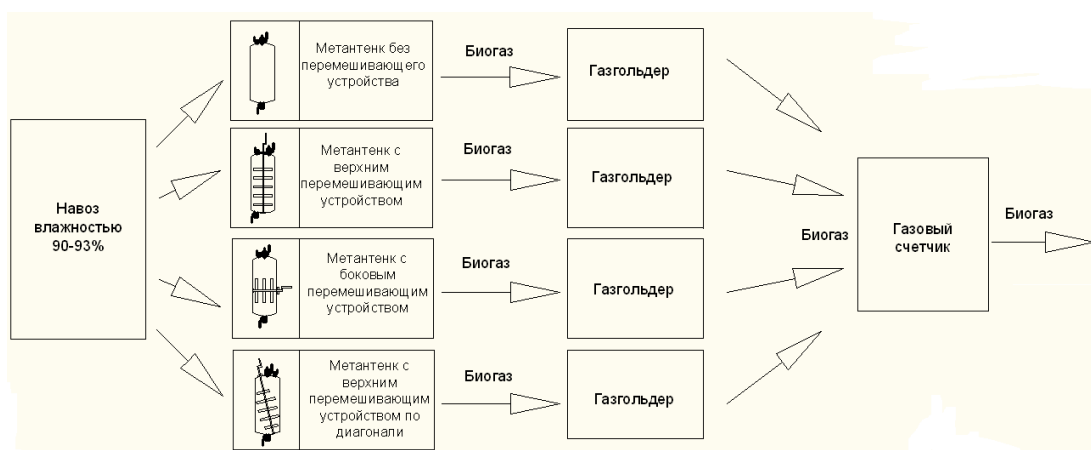 Навоз
влажностью
90-93%
Метантенк без
перемешивающего
устройства
Биогаз
Газгольдер
Метантенк с
верхним
перемешивающим
устройством
Биогаз
Газгольдер
Метантенк с
боковым
перемешивающим
устройством
Биогаз
Газгольдер
Метантенк с
верхним
перемешивающим
устройством по
диагонали
Биогаз
Газгольдер
Биогаз
Газовый
счетчик
Биогаз